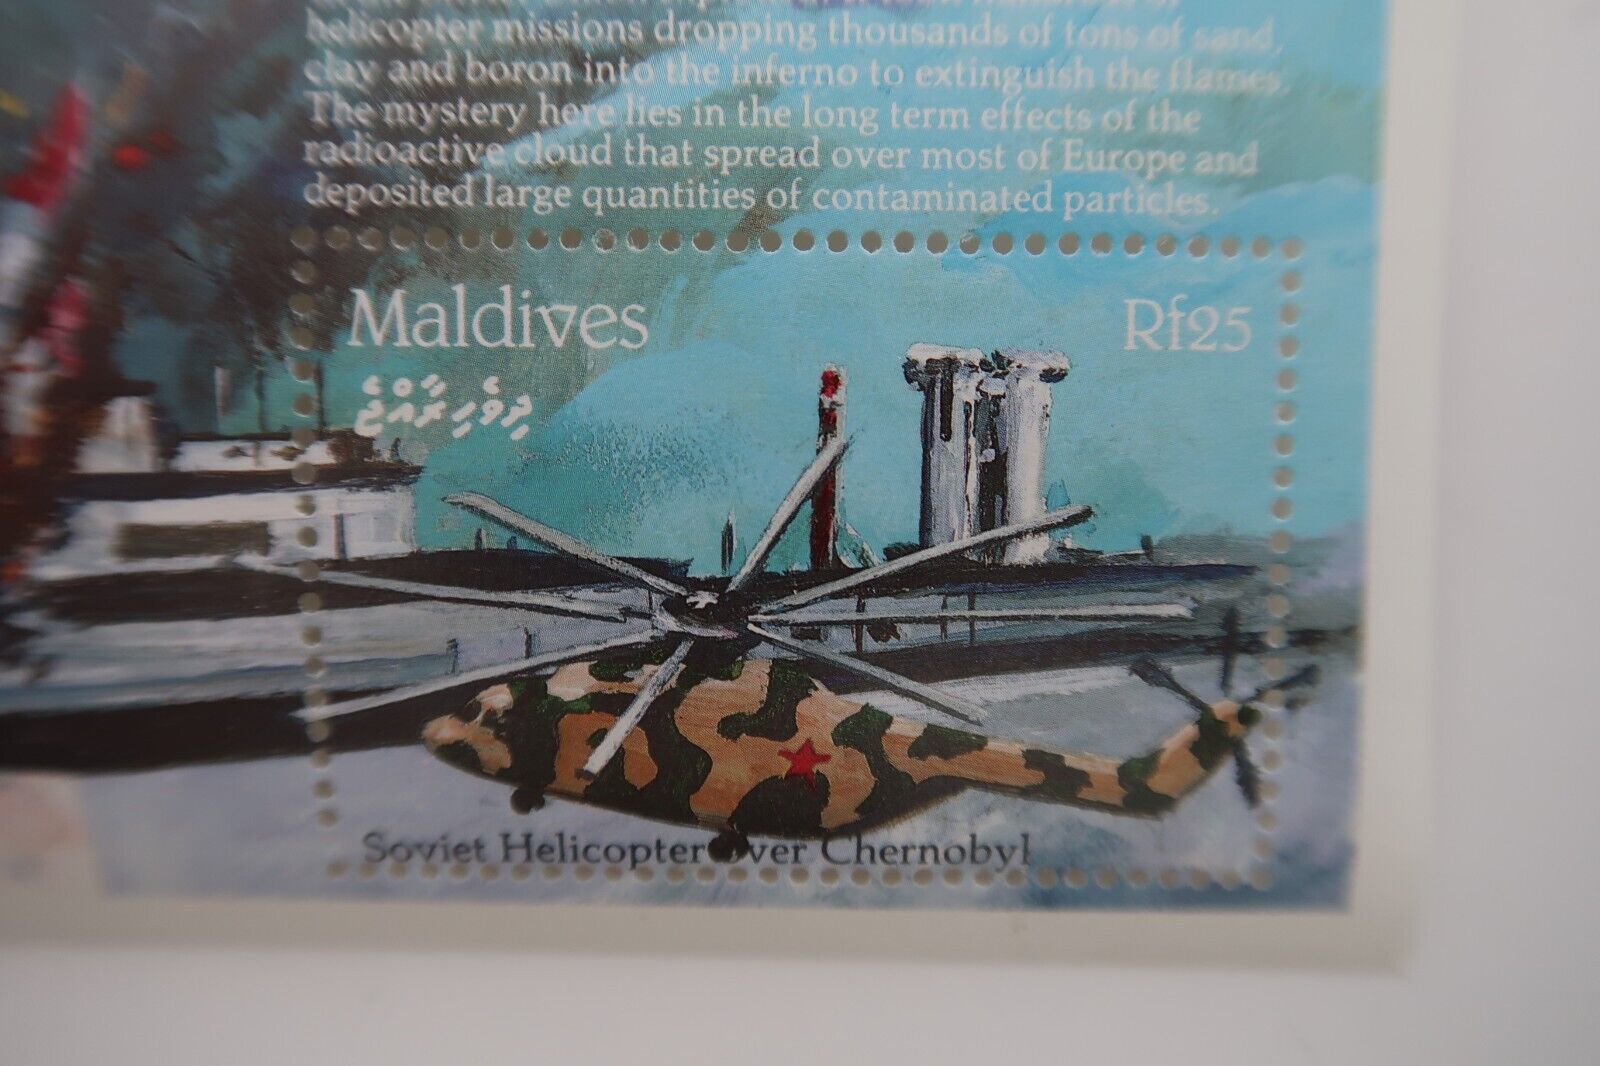 helicopter missions dropping thousands of tons of sand,
clay and boron into the inferno to extinguish the flames.
The mystery here lies in the long term effects of the
radioactive cloud that spread over most of Europe and
deposited large quantities of contaminated particles.
Maldives
Rf25
ދިވެހިރާއްޖެ
Soviet Helicopter over Chernobyl